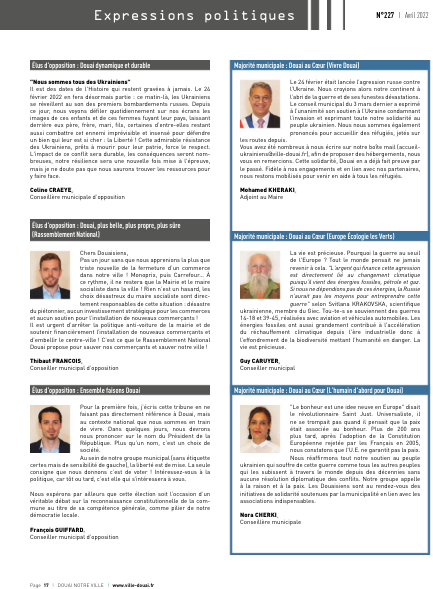 Expressions politiques
N°227 | Avril 2022
Élus d'opposition : Douai dynamique et durable
"Nous sommes tous des Ukrainiens"
Il est des dates de l'Histoire qui restent gravées à jamais. Le 24
février 2022 en fera désormais partie : ce matin-là, les Ukrainiens
se réveillent au son des premiers bombardements russes. Depuis
ce jour, nous voyons défiler quotidiennement sur nos écrans les
images de ces enfants et de ces femmes fuyant leur pays, laissant
derrière eux père, frère, mari, fils, certaines d'entre-elles restant
aussi combattre cet ennemi imprévisible et insensé pour défendre
un bien qui leur est si cher : la Liberté ! Cette admirable résistance
des Ukrainiens, prêts à mourir pour leur patrie, force le respect.
L'impact de ce conflit sera durable, les conséquences seront nom-
breuses, notre résilience sera une nouvelle fois mise à l'épreuve,
mais je ne doute pas que nous saurons trouver les ressources pour
y faire face.
Coline CRAEYE,
Conseillère municipale d'opposition
Élus d'opposition : Douai, plus belle, plus propre, plus sûre
(Rassemblement National)
Chers Douaisiens,
Pas un jour sans que nous apprenions la plus que
triste nouvelle de la fermeture d'un commerce
dans notre ville ! Monoprix, puis Carrefour... À
ce rythme, il ne restera que la Mairie et le maire
socialiste dans la ville ! Rien n'est un hasard, les
choix désastreux du maire socialiste sont direc-
tement responsables de cette situation : désastre
du piétonnier, aucun investissement stratégique pour les commerces
et aucun soutien pour l'installation de nouveaux commerçants !
Il est urgent d'arrêter la politique anti-voiture de la mairie et de
soutenir financièrement l'installation de nouveaux commerçants et
d'embellir le centre-ville ! C'est ce que le Rassemblement National
Douai propose pour sauver nos commerçants et sauver notre ville !
Thibaut FRANCOIS,
Conseiller municipal d'opposition
Élus d'opposition : Ensemble faisons Douai
Pour la première fois, j'écris cette tribune en ne
faisant pas directement référence à Douai, mais
au contexte national que nous sommes en train
de vivre. Dans quelques jours, nous devrons
nous prononcer sur le nom du Président de la
République. Plus qu'un nom, c'est un choix de
société.
Au sein de notre groupe municipal (sans étiquette
certes mais de sensibilité de gauche), la liberté est de mise. La seule
consigne que nous donnons c'est de voter ! Intéressez-vous à la
politique, car tôt ou tard, c'est elle qui s'intéressera à vous.
Nous espérons par ailleurs que cette élection soit l'occasion d'un
véritable débat sur la reconnaissance constitutionnelle de la com-
mune au titre de sa compétence générale, comme pilier de notre
démocratie locale.
François GUIFFARD,
Conseiller municipal d'opposition
Majorité municipale : Douai au Cœur (Vivre Douai)
Le 24 février était lancée l'agression russe contre
l'Ukraine. Nous croyions alors notre continent à
l'abri de la guerre et de ses funestes dévastations.
Le conseil municipal du 3 mars dernier a exprimé
à l'unanimité son soutien à l'Ukraine condamnant
l'invasion et exprimant toute notre solidarité au
peuple ukrainien. Nous nous sommes également
prononcés pour accueillir des réfugiés, jetés sur
les routes depuis.
Vous avez été nombreux à nous écrire sur notre boîte mail (accueil-
ukrainiens@ville-douai.fr), afin de proposer des hébergements, nous
vous en remercions. Cette solidarité, Douai en a déjà fait preuve par
le passé. Fidèle à nos engagements et en lien avec nos partenaires,
nous restons mobilisés pour venir en aide à tous les réfugiés.
Mohamed KHERAKI,
Adjoint au Maire
Majorité municipale : Douai au Cœur (Europe Écologie les Verts)
La vie est précieuse. Pourquoi la guerre au seuil
de l'Europe ? Tout le monde pensait ne jamais
revenir à cela. "L'argent qui finance cette agression
est directement lié au changement climatique
puisqu'il vient des énergies fossiles, pétrole et gaz.
Si nous ne dépendions pas de ces énergies, la Russie
n'aurait pas les moyens pour entreprendre cette
guerre" selon Svitlana KRAKOVSKA, scientifique
ukrainienne, membre du Giec. Tou-te-s se souviennent des guerres
14-18 et 39-45, réalisées avec aviation et véhicules automobiles. Les
énergies fossiles ont aussi grandement contribué à l'accélération
du réchauffement climatique depuis l'ère industrielle donc à
l'effondrement de la biodiversité mettant l'humanité en danger. La
vie est précieuse.
Guy CARUYER,
Conseiller municipal
Majorité municipale : Douai au Cœur (L'humain d'abord pour Douai)
"Le bonheur est une idée neuve en Europe" disait
le révolutionnaire Saint Just. Universaliste, il
ne se trompait pas quand il pensait que la paix
était associée au bonheur. Plus de 200 ans
plus tard, après l'adoption de la Constitution
Européenne rejetée par les Français en 2005,
nous constatons que l'U.E. ne garantit pas la paix.
Nous réaffirmons tout notre soutien au peuple
ukrainien qui souffre de cette guerre comme tous les autres peuples
qui les subissent à travers le monde depuis des décennies sans
aucune résolution diplomatique des conflits. Notre groupe appelle
à la raison et à la paix. Les Douaisiens sont au rendez-vous des
initiatives de solidarité soutenues par la municipalité en lien avec les
associations indispensables.
Nora CHERKI,
Conseillère municipale
Page 17 | DOUAI NOTRE VILLE | www.ville-douai.fr